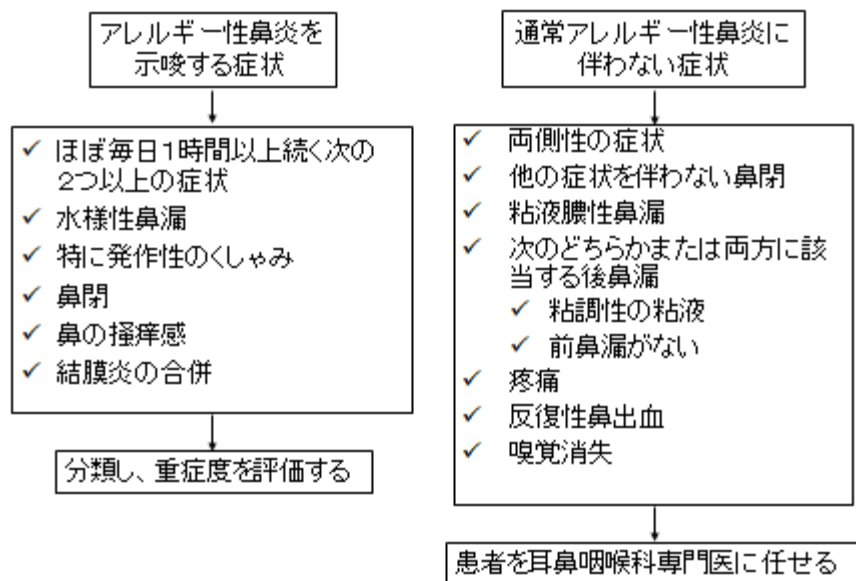 アレルギー性鼻炎を
示唆する症状
✓ ほぼ毎日1時間以上続く次の
2つ以上の症状
✓ 水様性鼻漏
✓ 特に発作性のくしゃみ
✓ 鼻閉
✓ 鼻の掻痒感
✓ 結膜炎の合併
分類し、重症度を評価する
通常アレルギー性鼻炎に
伴わない症状
✓ 両側性の症状
✓ 他の症状を伴わない鼻閉
✓ 粘液膿性鼻漏
✓ 次のどちらかまたは両方に該
当する後鼻漏
✓ 粘調性の粘液
✓ 前鼻漏がない
✓ 疼痛
✓ 反復性鼻出血
✓ 嗅覚消失
患者を耳鼻咽喉科専門医に任せる